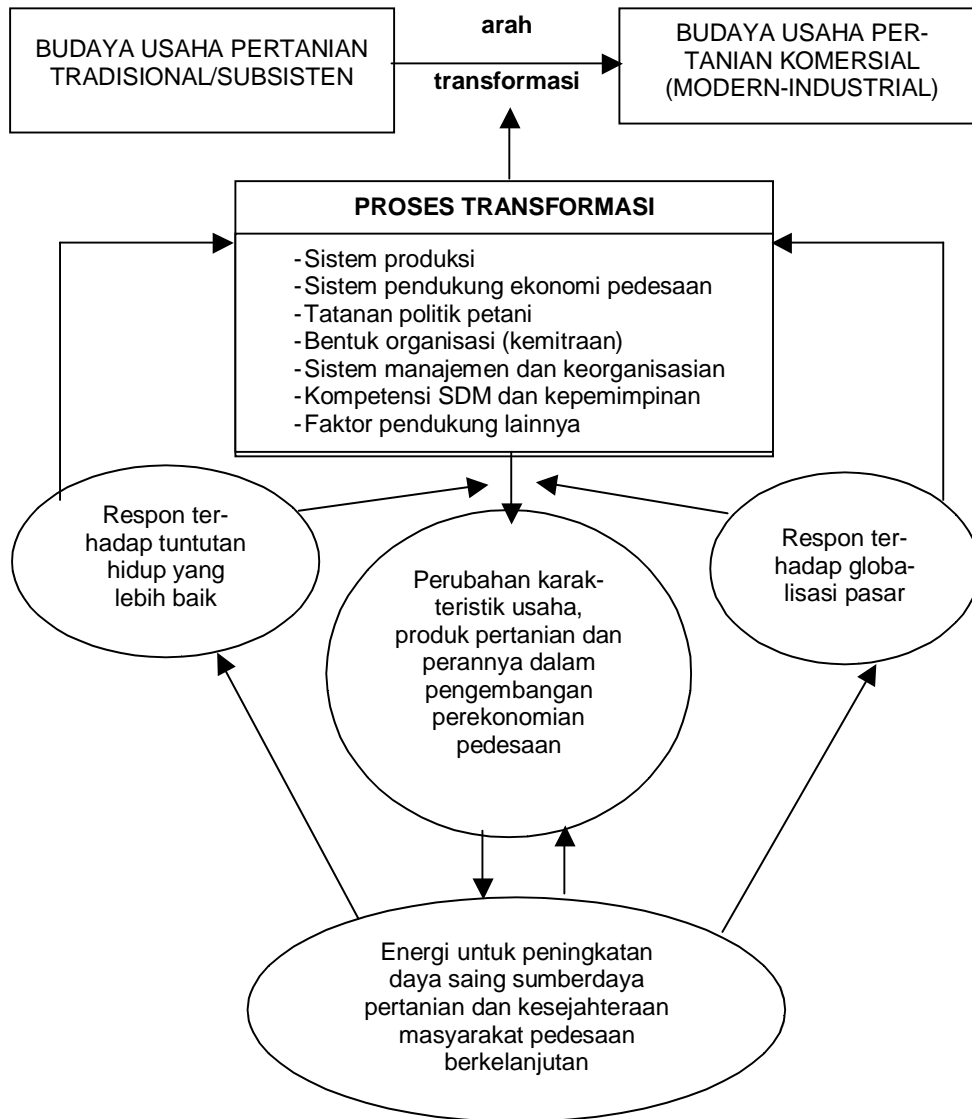 BUDAYA USAHA PERTANIAN
TRADISIONAL/SUBSISTEN
arah
transformasi
BUDAYA USAHA PER-
TANIAN KOMERSIAL
(MODERN-INDUSTRIAL)
PROSES TRANSFORMASI
-Sistem produksi
-Sistem pendukung ekonomi pedesaan
-Tatanan politik petani
-Bentuk organisasi (kemitraan)
-Sistem manajemen dan keorganisasian
-Kompetensi SDM dan kepemimpinan
-Faktor pendukung lainnya
Respon ter-
hadap tuntutan
hidup yang
lebih baik
Perubahan karak-
teristik usaha,
produk pertanian dan
perannya dalam
pengembangan
perekonomian
pedesaan
Respon ter-
hadap globa-
lisasi pasar
Energi untuk peningkatan
daya saing sumberdaya
pertanian dan kesejahteraan
masyarakat pedesaan
berkelanjutan